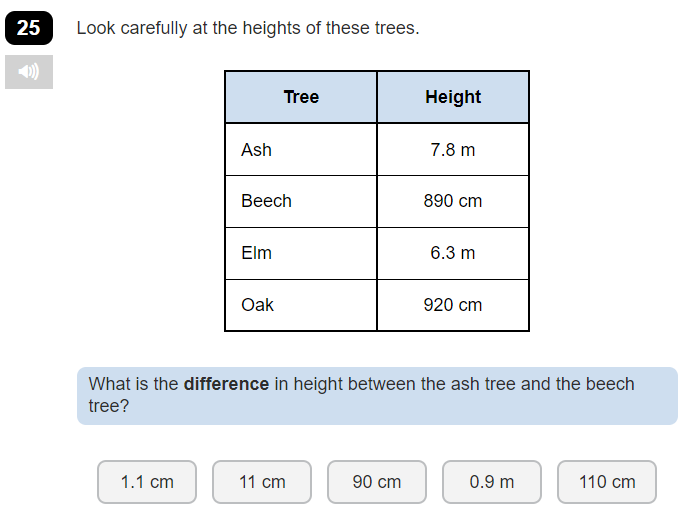 25
Look carefully at the heights of these trees.
Tree Height
Ash 7.8 m
Beech 890 cm
Elm 6.3 m
Oak 920 cm
What is the difference in height between the ash tree and the beech
tree?
1.1 cm 11 cm 90 cm 0.9 m 110 cm